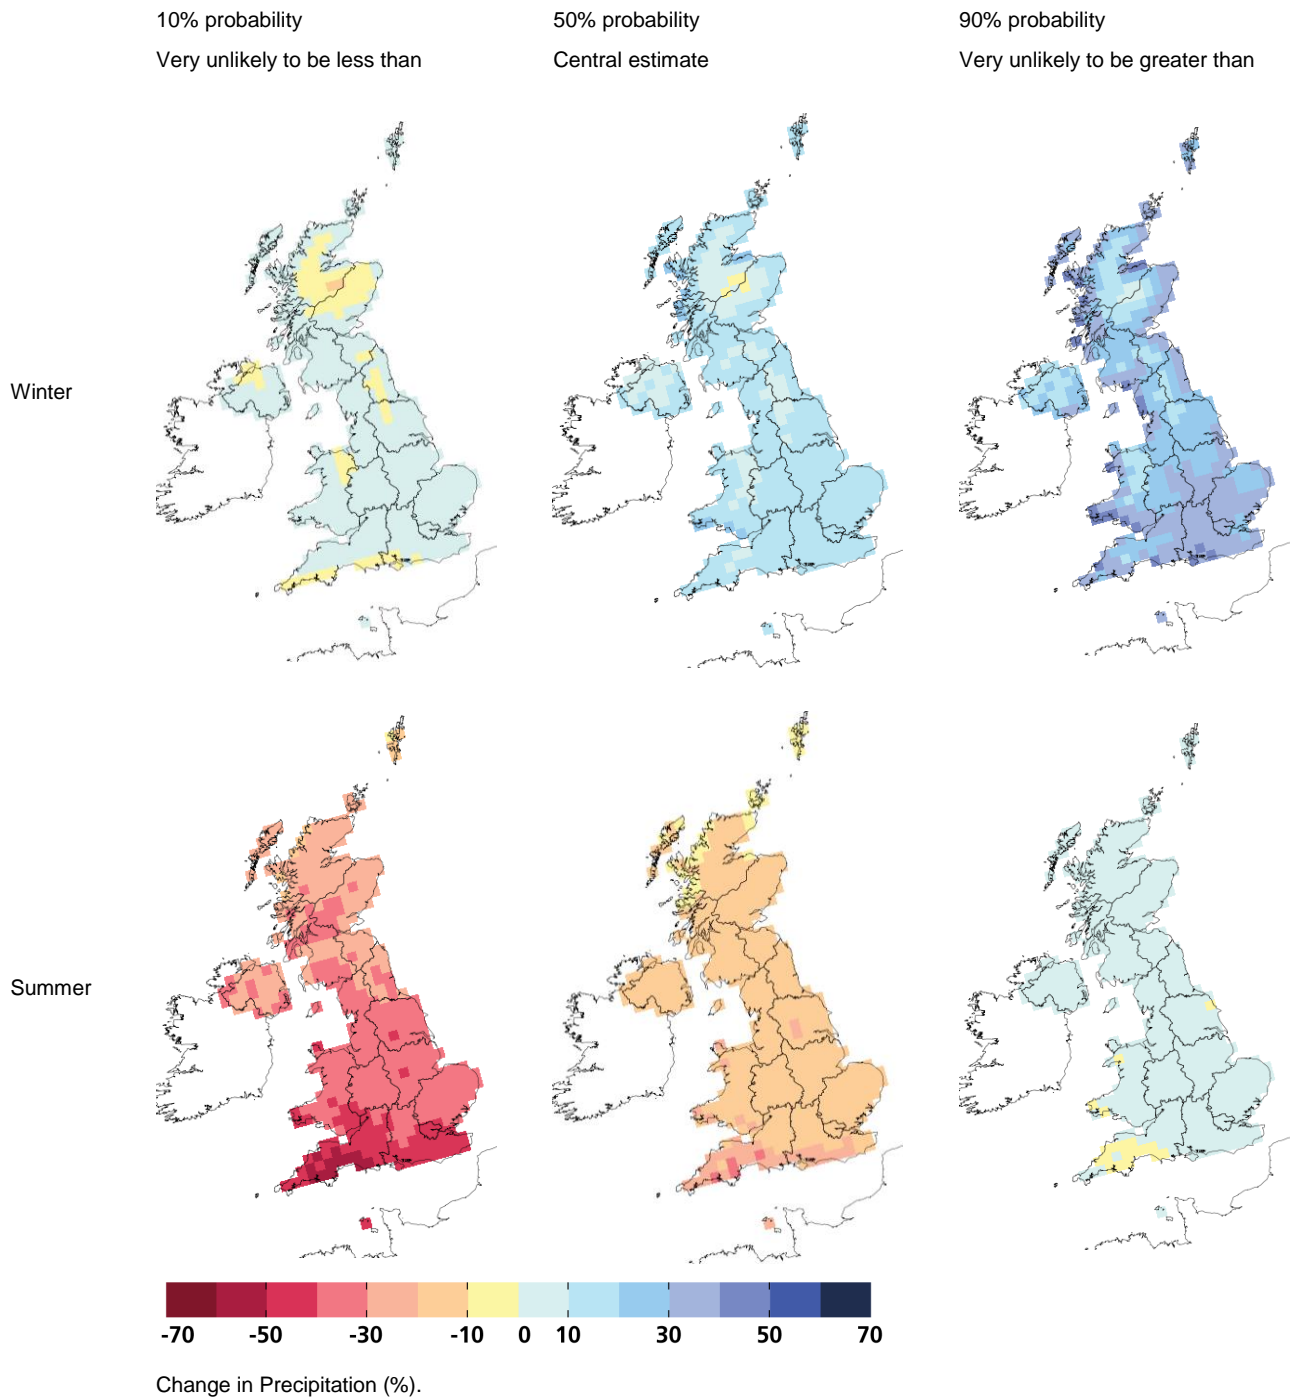 10% probability
50% probability
90% probability
Very unlikely to be less than
Central estimate
Very unlikely to be greater than
Winter
Summer
-70 -50 -30 -10 0 10 30 50 70
Change in Precipitation (%).